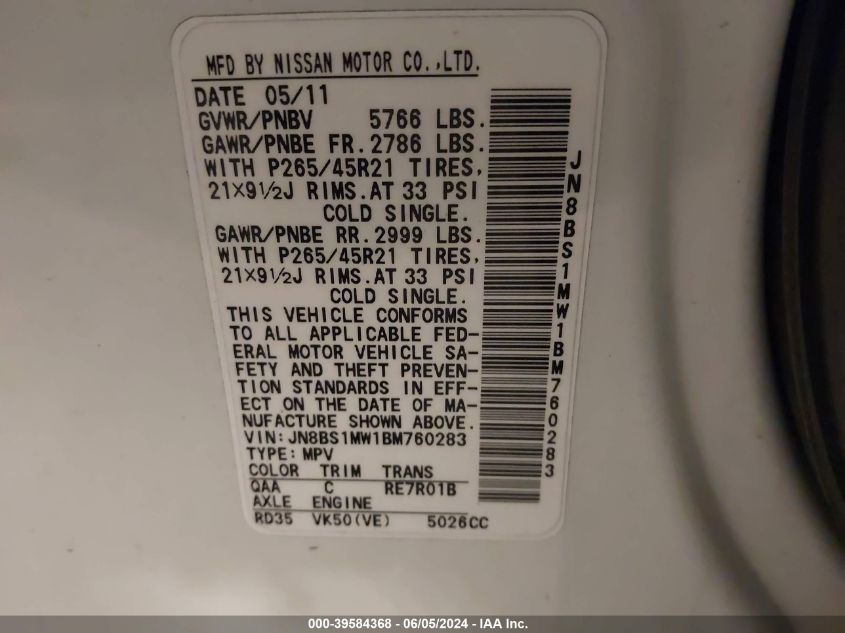 MFD BY NISSAN MOTOR CO.,LTD.
DATE 05/11
GVWR/PNBV 5766 LBS.
GAWR/PNBE FR. 2786 LBS.
WITH P265/45R21 TIRES,
21×9½J RIMS. AT 33 PSI
COLD SINGLE.
GAWR/PNBE RR. 2999 LBS.
WITH P265/45R21 TIRES,
21×9½J RIMS. AT 33 PSI
COLD SINGLE.
THIS VEHICLE CONFORMS
TO ALL APPLICABLE FED-
ERAL MOTOR VEHICLE SA-
FETY AND THEFT PREVEN-
TION STANDARDS IN EFF-
ECT ON THE DATE OF MA-
NUFACTURE SHOWN ABOVE.
VIN: JN8BS1MW1BM760283
TYPE: MPV
COLOR TRIM TRANS
QAA C RE7R01B
AXLE ENGINE
RD35 VK50(VE) 5026CC
JN8BS1MW1BM760283
000-39584368 - 06/05/2024 - IAA Inc.